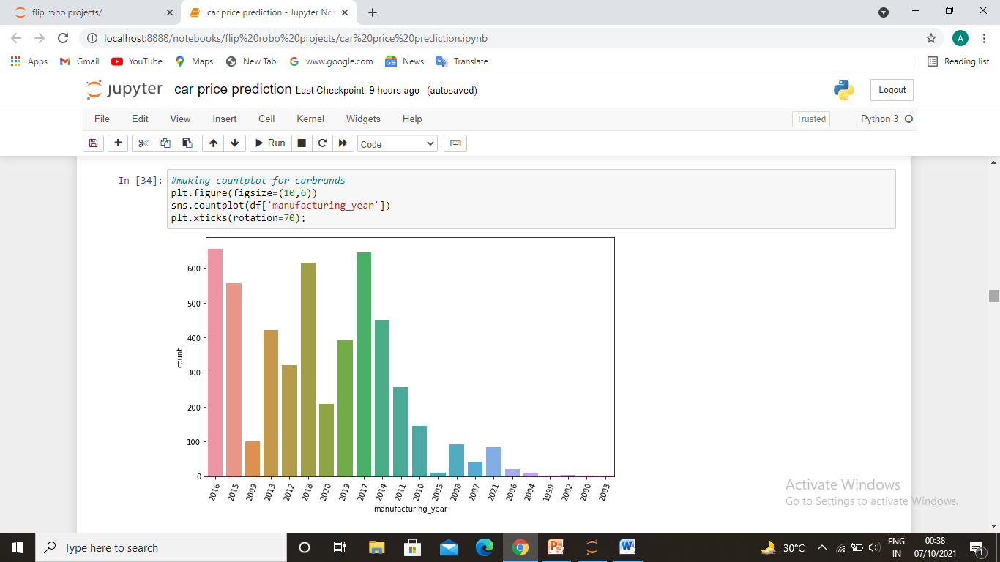 flip robo projects/
car price prediction - Jupyter Not
localhost:8888/notebooks/flip%20robo%20projects/car%20price%20prediction.ipynb
A
Apps Gmail YouTube Maps New Tab www.google.com News Translate Reading list
jupyter car price prediction Last Checkpoint: 9 hours ago (autosaved)
Logout
File Edit View Insert Cell Kernel Widgets Help Trusted Python 3
Run Code
In [34]: #making countplot for carbrands
plt.figure(figsize=(10,6))
sns.countplot(df['manufacturing_year'])
plt.xticks(rotation=70);
600
500
400
300
200
100
0
count
2016 2015 2009 2013 2012 2018 2020 2019 2017 2014 2011 2010 2005 2008 2007 2021 2006 2004 1999 2002 2000 2003
manufacturing_year
Activate Windows
Go to Settings to activate Windows.
Type here to search
30°C
ENG
IN
00:38
07/10/2021
1